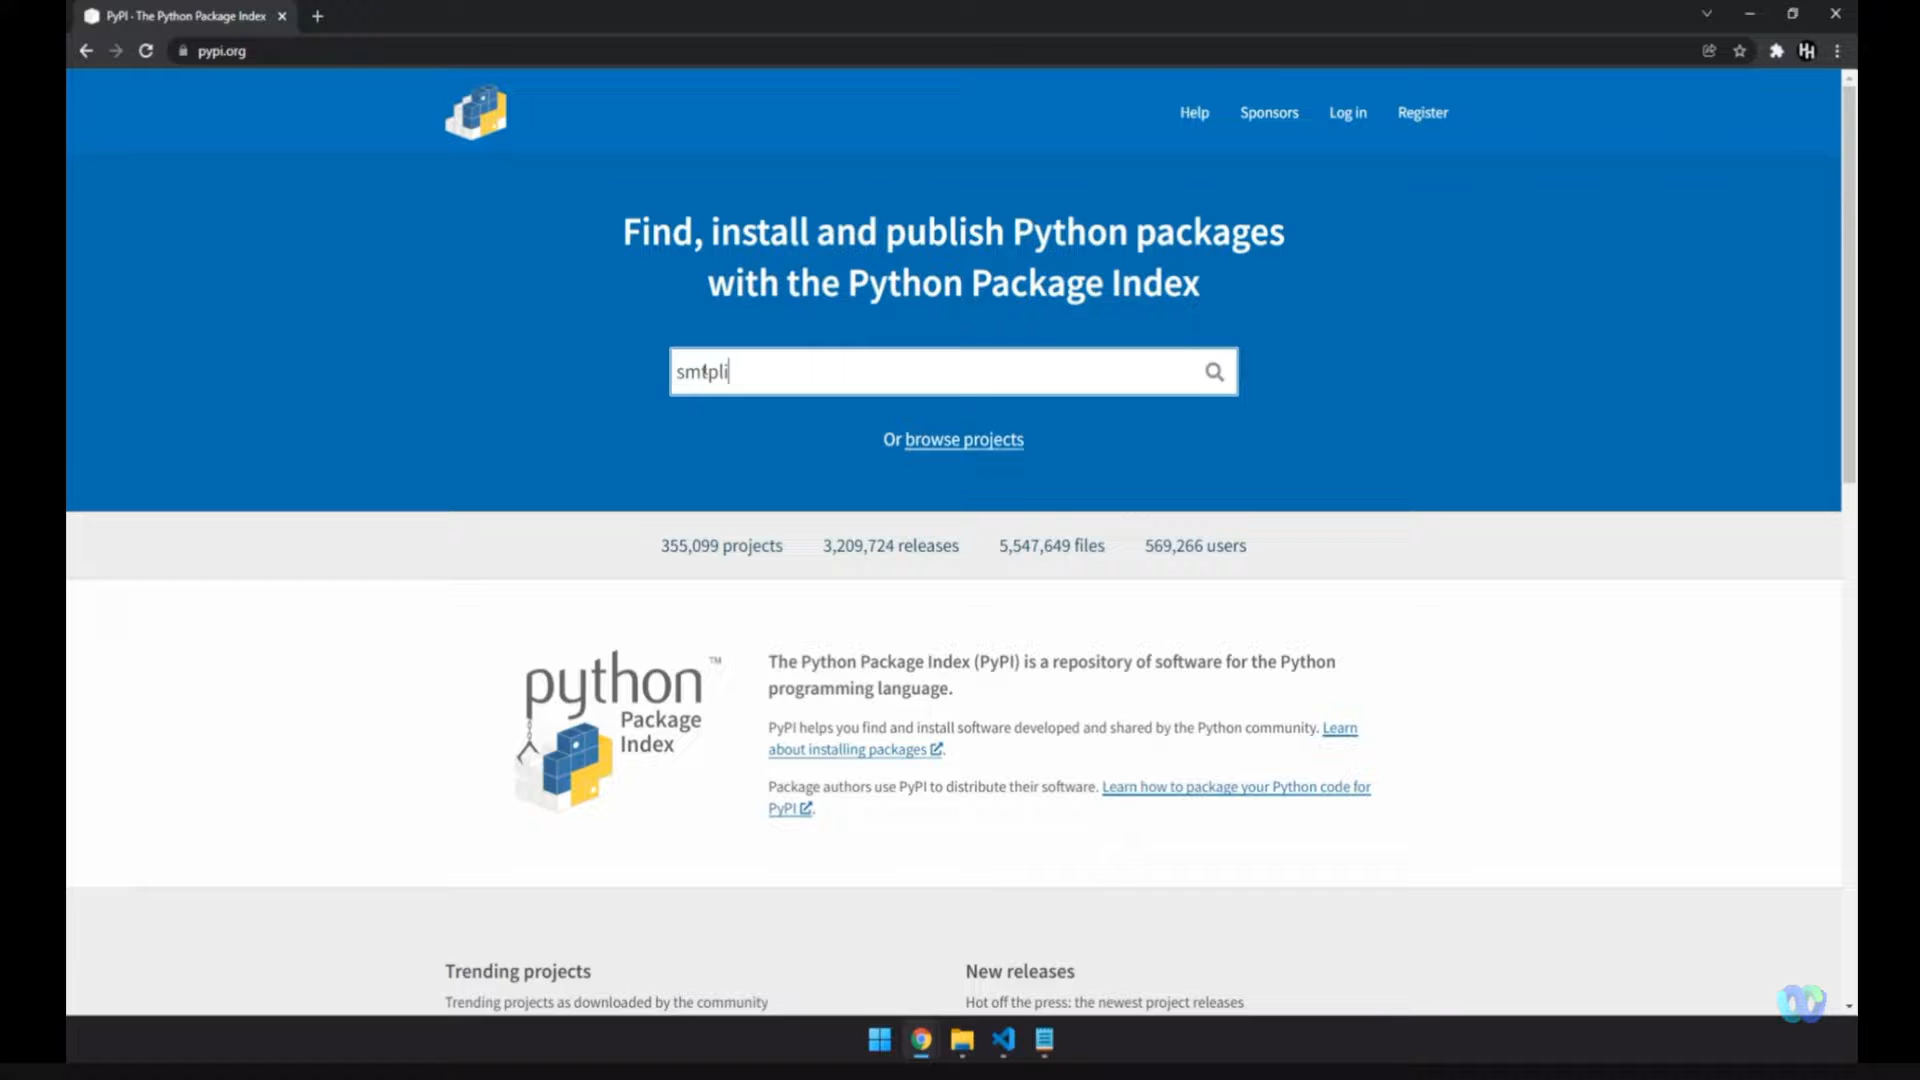 PyPI · The Python Package Index
pypi.org
Help Sponsors Log in Register
Find, install and publish Python packages
with the Python Package Index
smtpli
Or browse projects
355,099 projects 3,209,724 releases 5,547,649 files 569,266 users
python™
Package
Index
The Python Package Index (PyPI) is a repository of software for the Python
programming language.
PyPI helps you find and install software developed and shared by the Python community. Learn
about installing packages.
Package authors use PyPI to distribute their software. Learn how to package your Python code for
PyPI.
Trending projects
Trending projects as downloaded by the community
New releases
Hot off the press: the newest project releases